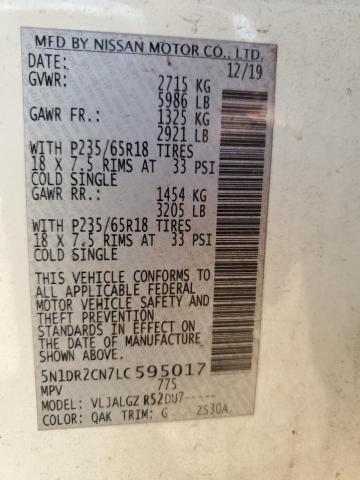 MFD BY NISSAN MOTOR CO., LTD.
DATE: 12/19
GVWR: 2715 KG
5986 LB
GAWR FR.: 1325 KG
2921 LB
WITH P235/65R18 TIRES
18 X 7.5 RIMS AT 33 PSI
COLD SINGLE
GAWR RR.: 1454 KG
3205 LB
WITH P235/65R18 TIRES
18 X 7.5 RIMS AT 33 PSI
COLD SINGLE
THIS VEHICLE CONFORMS TO
ALL APPLICABLE FEDERAL
MOTOR VEHICLE SAFETY AND
THEFT PREVENTION
STANDARDS IN EFFECT ON
THE DATE OF MANUFACTURE
SHOWN ABOVE.
5N1DR2CN7LC595017
MPV 775
MODEL: VLJALGZ R52DU7-----
COLOR: QAK TRIM: G ZS30A